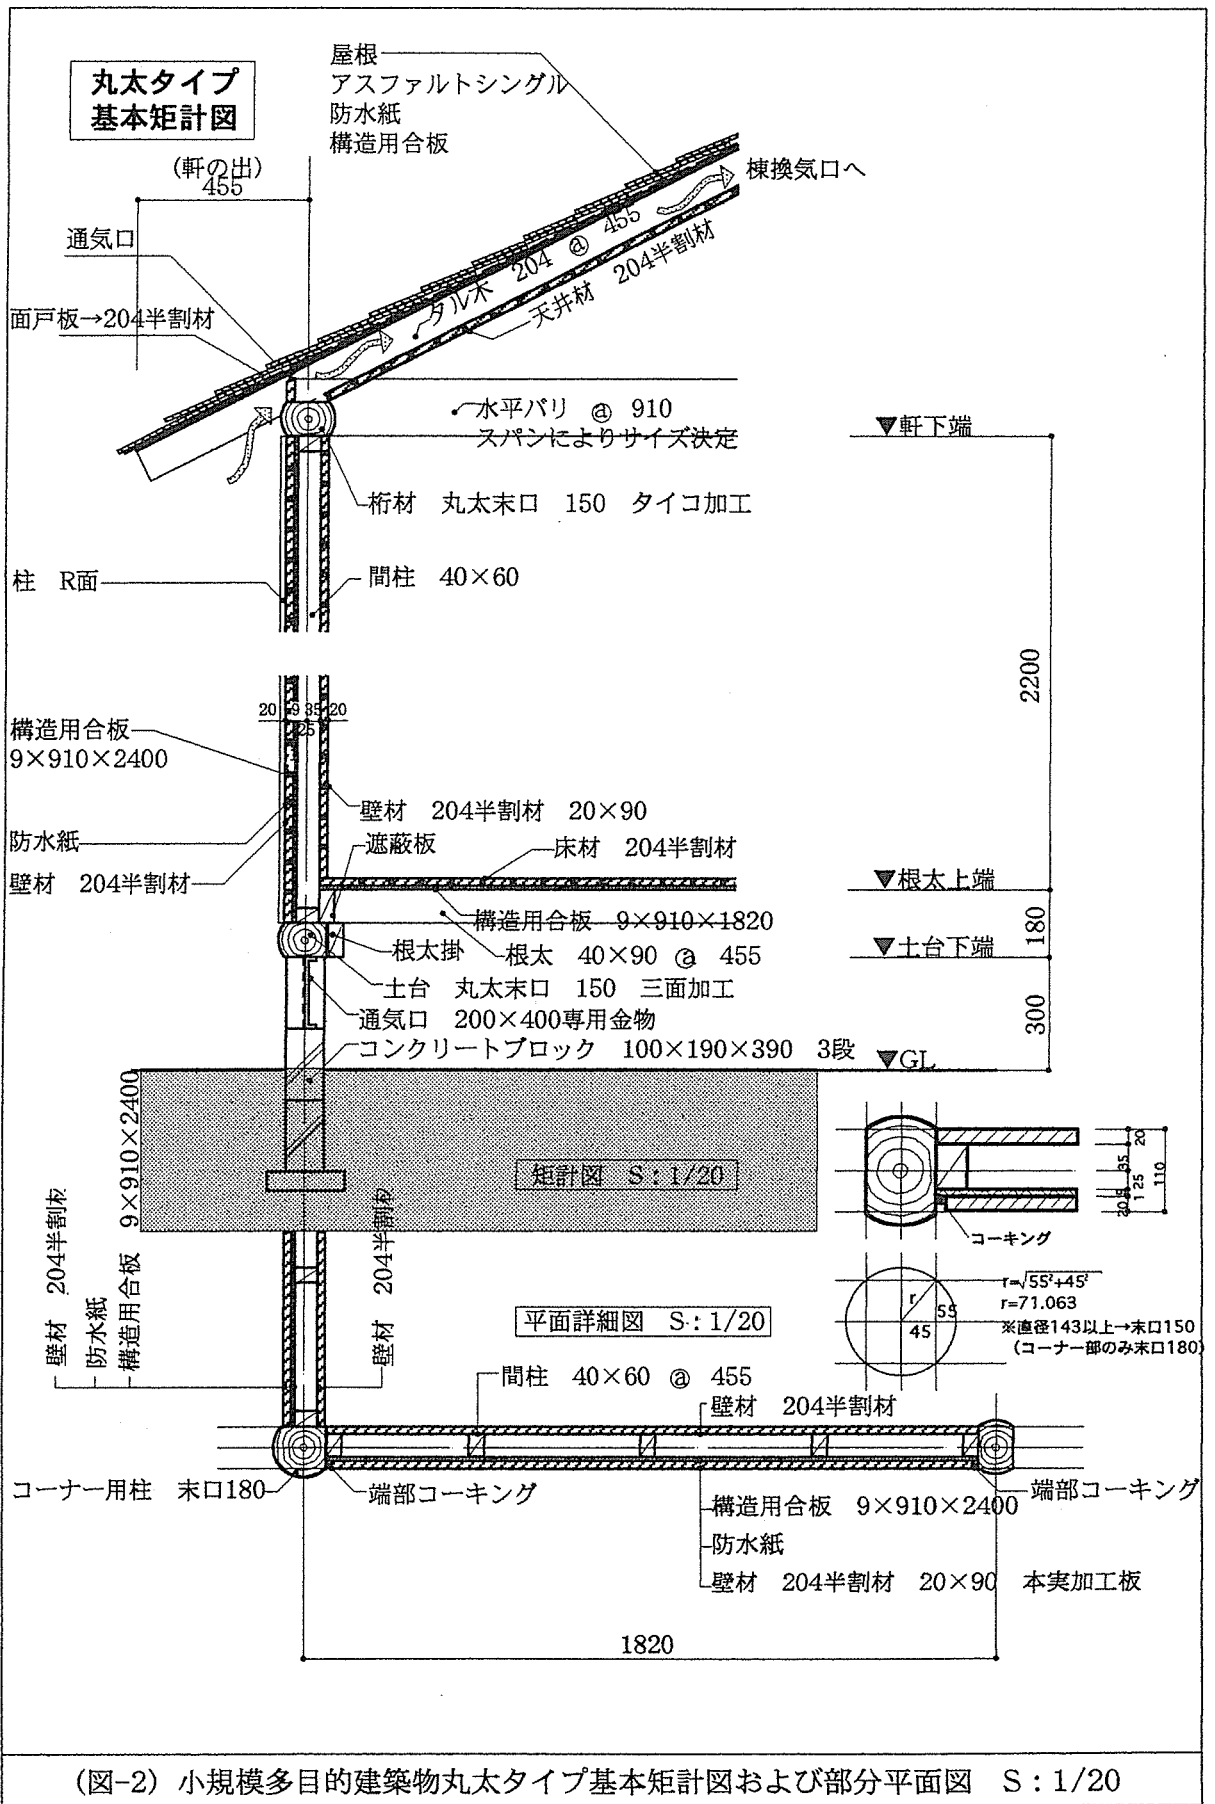 丸太タイプ
基本矩計図
屋根
アスファルトシングル
防水紙
構造用合板
(軒の出)
455
棟換気口へ
通気口
タル木 204 @ 455
天井材 204半割材
面戸板→204半割材
水平バリ @ 910
スパンによりサイズ決定
▼軒下端
桁材 丸太末口 150 タイコ加工
柱 R面
間柱 40×60
2200
20 9 35 20
25
構造用合板
9×910×2400
壁材 204半割材 20×90
防水紙
遮蔽板
床材 204半割材
壁材 204半割材
▼根太上端
構造用合板 9×910×1820
180
根太掛
根太 40×90 @ 455
▼土台下端
土台 丸太末口 150 三面加工
300
通気口 200×400専用金物
コンクリートブロック 100×190×390 3段
▼GL
矩計図 S：1/20
20
35
25
110
20
コーキング
壁材 204半割材
防水紙
構造用合板 9×910×2400
壁材 204半割材
平面詳細図 S：1/20
r
55
45
r=√55²+45²
r=71.063
※直径143以上→末口150
(コーナー部のみ末口180)
間柱 40×60 @ 455
壁材 204半割材
コーナー用柱 末口180
端部コーキング
端部コーキング
構造用合板 9×910×2400
防水紙
壁材 204半割材 20×90 本実加工板
1820
(図-2) 小規模多目的建築物丸太タイプ基本矩計図および部分平面図 S：1/20